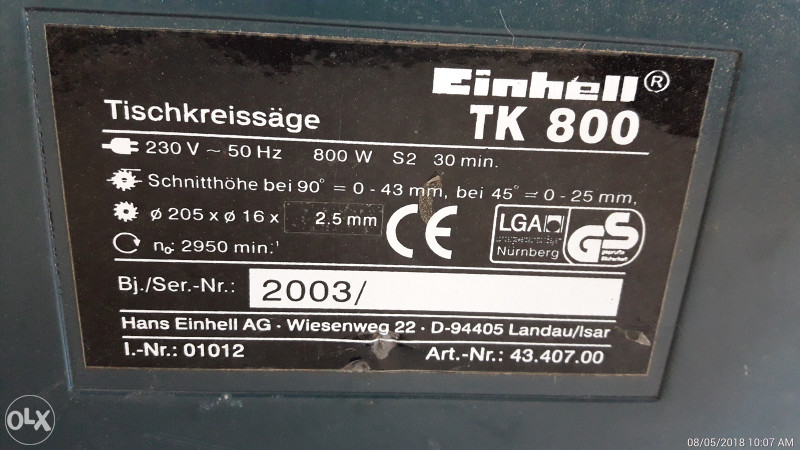 Einhell®
Tischkreissäge TK 800
230 V ~ 50 Hz 800 W S2 30 min.
Schnitthöhe bei 90° = 0 - 43 mm, bei 45° = 0 - 25 mm,
ø 205 x ø 16 x 2.5 mm CE LGA GS
geprüfte Sicherheit
Nürnberg
n₀: 2950 min.⁻¹
Bj./Ser.-Nr.: 2003/
Hans Einhell AG · Wiesenweg 22 · D-94405 Landau/Isar
I.-Nr.: 01012 Art.-Nr.: 43.407.00
OLX
08/05/2018 10:07 AM